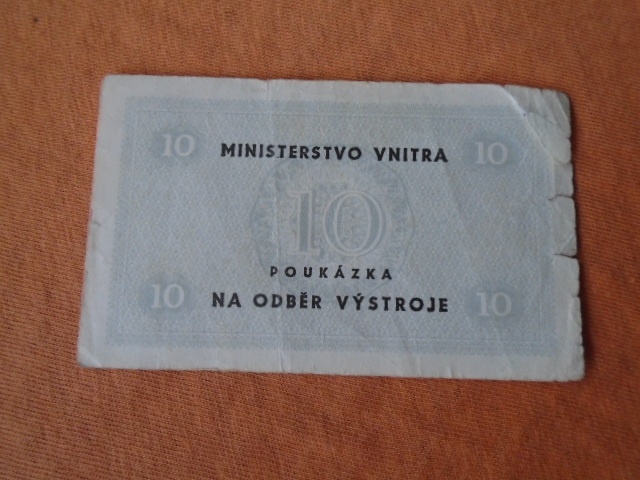 10 MINISTERSTVO VNITRA 10
10
POUKÁZKA
10 NA ODBĚR VÝSTROJE 10